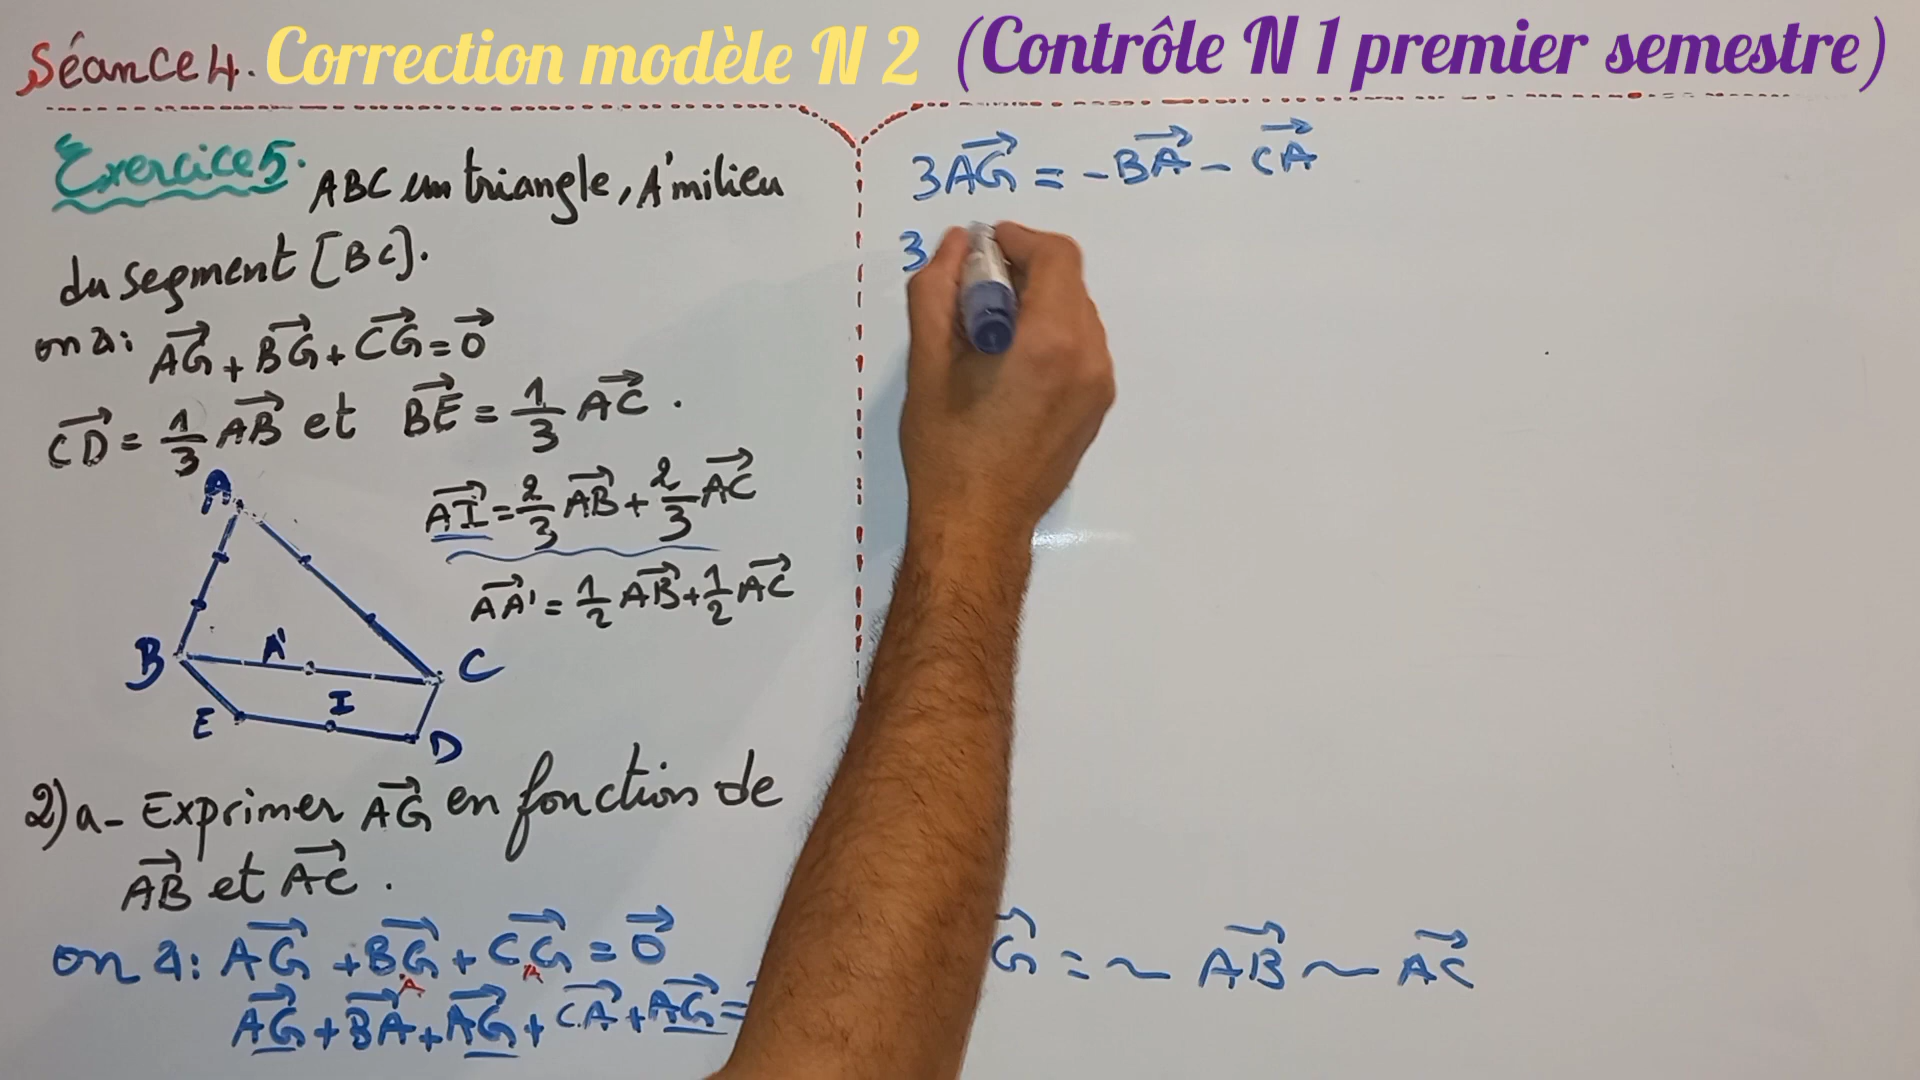 Séance 4. Correction modèle N 2 (Contrôle N 1 premier semestre)
Exercice 5. ABC un triangle, A' milieu
du segment [BC].
on a: AG⃗ + BG⃗ + CG⃗ = 0⃗
CD⃗ = 1/3 AB⃗ et BE⃗ = 1/3 AC⃗ .
AI⃗ = 2/3 AB⃗ + 2/3 AC⃗
AA'⃗ = 1/2 AB⃗ + 1/2 AC⃗
A
B A' C
E I D
2) a- Exprimer AG⃗ en fonction de
AB⃗ et AC⃗ .
on a: AG⃗ + BG⃗ + CG⃗ = 0⃗
A A
AG⃗ + BA⃗ + AG⃗ + CA⃗ + AG⃗ =
3AG⃗ = -BA⃗ - CA⃗
3
G⃗ = ~ AB⃗ ~ AC⃗